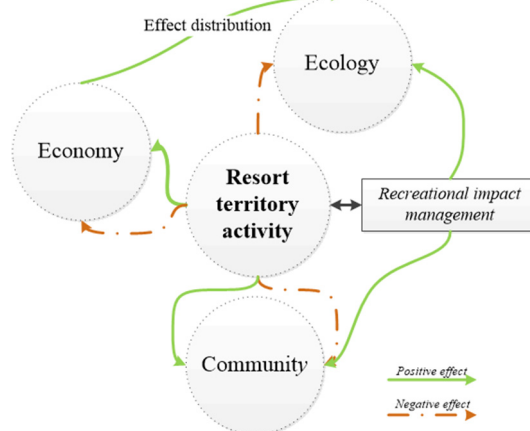 Effect distribution
Ecology
Economy
Resort
territory
activity
Recreational impact
management
Community
Positive effect
Negative effect